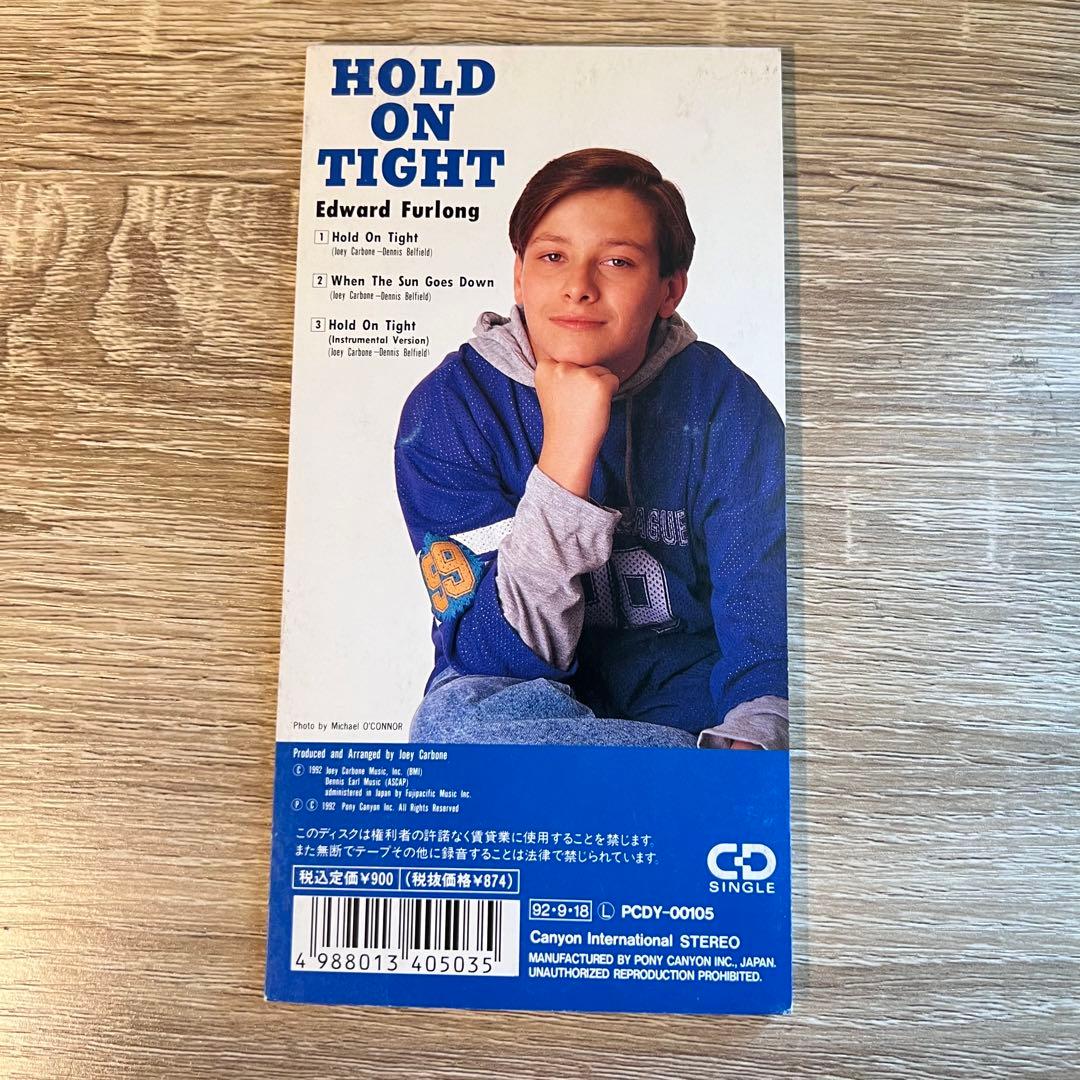 HOLD
ON
TIGHT
Edward Furlong
1 Hold On Tight
(Joey Carbone—Dennis Belfield)
2 When The Sun Goes Down
(Joey Carbone—Dennis Belfield)
3 Hold On Tight
(Instrumental Version)
(Joey Carbone—Dennis Belfield)
99
Photo by Michael O'CONNOR
Produced and Arranged by Joey Carbone
Ⓒ 1992 Joey Carbone Music, Inc. (BMI)
Dennis Earl Music (ASCAP)
administered in Japan by Fujipacific Music Inc.
Ⓟ Ⓒ 1992 Pony Canyon Inc. All Rights Reserved
このディスクは権利者の許諾なく賃貸業に使用することを禁じます。
また無断でテープその他に録音することは法律で禁じられています。
税込定価¥900 (税抜価格¥874)
CD
SINGLE
92・9・18 Ⓛ PCDY-00105
Canyon International STEREO
MANUFACTURED BY PONY CANYON INC., JAPAN.
UNAUTHORIZED REPRODUCTION PROHIBITED.
4 988013 405035